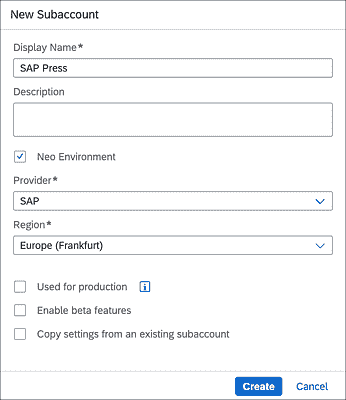 New Subaccount
Display Name*
SAP Press
Description
Neo Environment
Provider*
SAP
Region*
Europe (Frankfurt)
Used for production
Enable beta features
Copy settings from an existing subaccount
Create Cancel